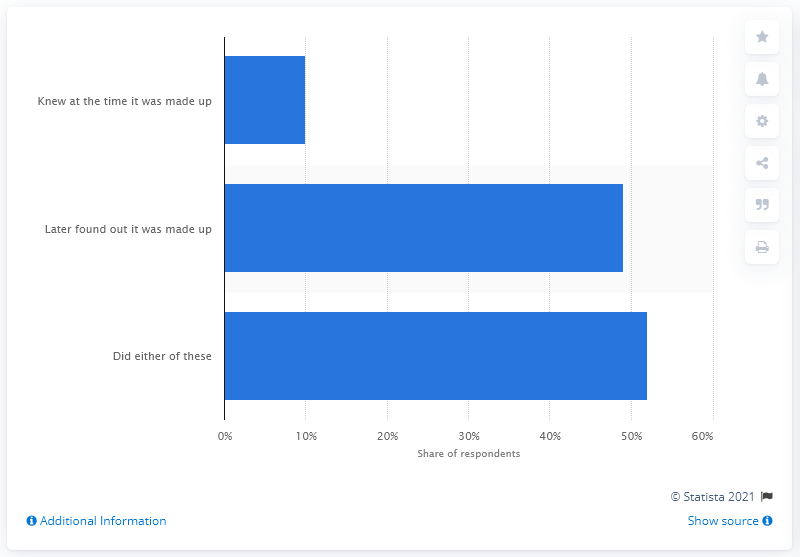 Knew at the time it was made up
Later found out it was made up
Did either of these
0% 10% 20% 30% 40% 50% 60%
Share of respondents
© Statista 2021
Additional Information
Show source